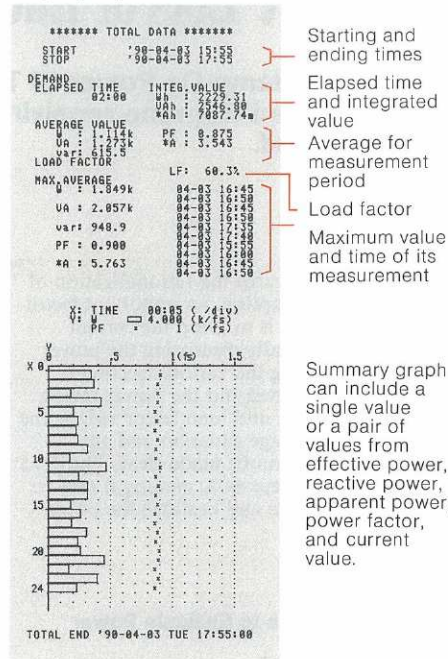 ******* TOTAL DATA *******
START '90-04-03 15:55
STOP '90-04-03 17:55
Starting and
ending times
DEMAND
ELAPSED TIME INTEG.VALUE
02:00 Wh : 2229.31
VAh : 2546.80
*Ah : 7087.74m
Elapsed time
and integrated
value
AVERAGE VALUE
W : 1.114k PF : 0.875
VA : 1.273k *A : 3.543
var: 615.5
Average for
measurement
period
LOAD FACTOR
LF: 60.3%
Load factor
MAX.AVERAGE
W : 1.849k 04-03 16:45
04-03 16:50
VA : 2.057k 04-03 16:45
04-03 16:50
var: 948.9 04-03 17:35
04-03 17:40
PF : 0.900 04-03 15:55
04-03 16:00
*A : 5.763 04-03 16:45
04-03 16:50
Maximum value
and time of its
measurement
X: TIME 00:05 ( /div)
Y: W 4.000 (k/fs)
PF * 1 ( /fs)
Y
X 0 .5 1(fs) 1.5
5
10
15
20
24
Summary graph
can include a
single value
or a pair of
values from
effective power,
reactive power,
apparent power
power factor,
and current
value.
TOTAL END '90-04-03 TUE 17:55:00